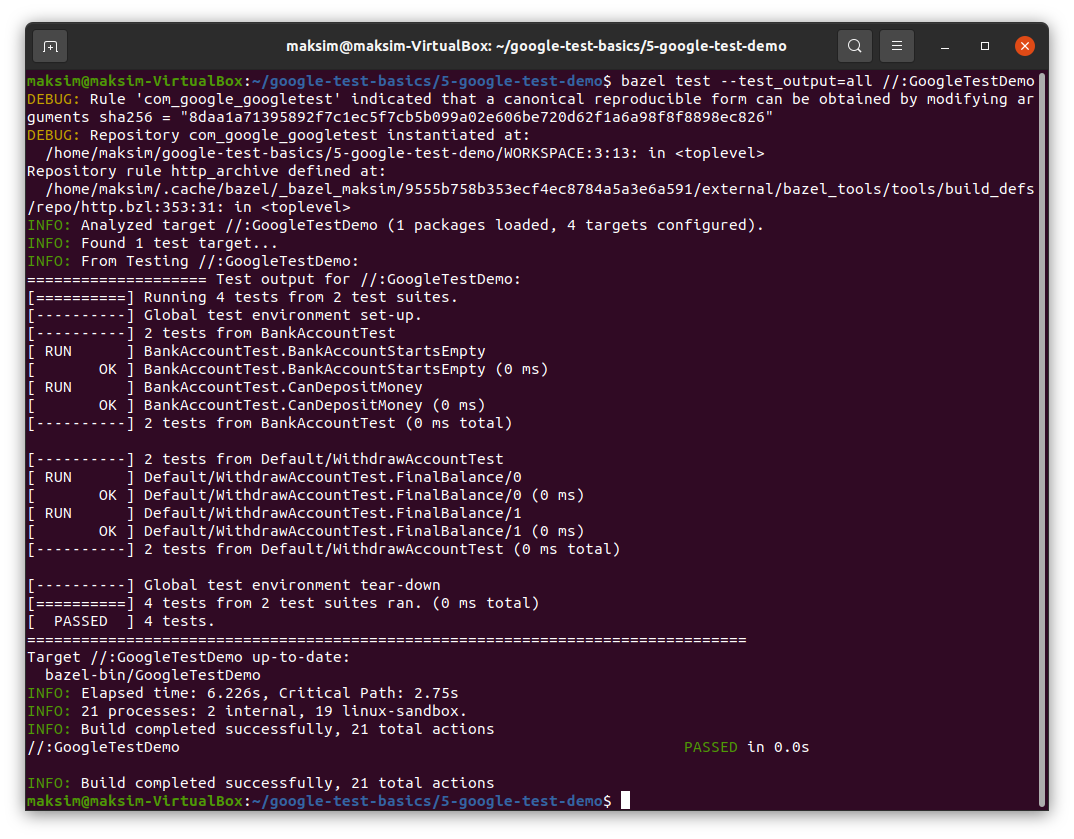 maksim@maksim-VirtualBox: ~/google-test-basics/5-google-test-demo
maksim@maksim-VirtualBox:~/google-test-basics/5-google-test-demo$ bazel test --test_output=all //:GoogleTestDemo
DEBUG: Rule 'com_google_googletest' indicated that a canonical reproducible form can be obtained by modifying ar
guments sha256 = "8daa1a71395892f7c1ec5f7cb5b099a02e606be720d62f1a6a98f8f8898ec826"
DEBUG: Repository com_google_googletest instantiated at:
  /home/maksim/google-test-basics/5-google-test-demo/WORKSPACE:3:13: in <toplevel>
Repository rule http_archive defined at:
  /home/maksim/.cache/bazel/_bazel_maksim/9555b758b353ecf4ec8784a5a3e6a591/external/bazel_tools/tools/build_defs
/repo/http.bzl:353:31: in <toplevel>
INFO: Analyzed target //:GoogleTestDemo (1 packages loaded, 4 targets configured).
INFO: Found 1 test target...
INFO: From Testing //:GoogleTestDemo:
==================== Test output for //:GoogleTestDemo:
[==========] Running 4 tests from 2 test suites.
[----------] Global test environment set-up.
[----------] 2 tests from BankAccountTest
[ RUN      ] BankAccountTest.BankAccountStartsEmpty
[       OK ] BankAccountTest.BankAccountStartsEmpty (0 ms)
[ RUN      ] BankAccountTest.CanDepositMoney
[       OK ] BankAccountTest.CanDepositMoney (0 ms)
[----------] 2 tests from BankAccountTest (0 ms total)
[----------] 2 tests from Default/WithdrawAccountTest
[ RUN      ] Default/WithdrawAccountTest.FinalBalance/0
[       OK ] Default/WithdrawAccountTest.FinalBalance/0 (0 ms)
[ RUN      ] Default/WithdrawAccountTest.FinalBalance/1
[       OK ] Default/WithdrawAccountTest.FinalBalance/1 (0 ms)
[----------] 2 tests from Default/WithdrawAccountTest (0 ms total)
[----------] Global test environment tear-down
[==========] 4 tests from 2 test suites ran. (0 ms total)
[  PASSED  ] 4 tests.
================================================================================
Target //:GoogleTestDemo up-to-date:
  bazel-bin/GoogleTestDemo
INFO: Elapsed time: 6.226s, Critical Path: 2.75s
INFO: 21 processes: 2 internal, 19 linux-sandbox.
INFO: Build completed successfully, 21 total actions
//:GoogleTestDemo                                                        PASSED in 0.0s
INFO: Build completed successfully, 21 total actions
maksim@maksim-VirtualBox:~/google-test-basics/5-google-test-demo$